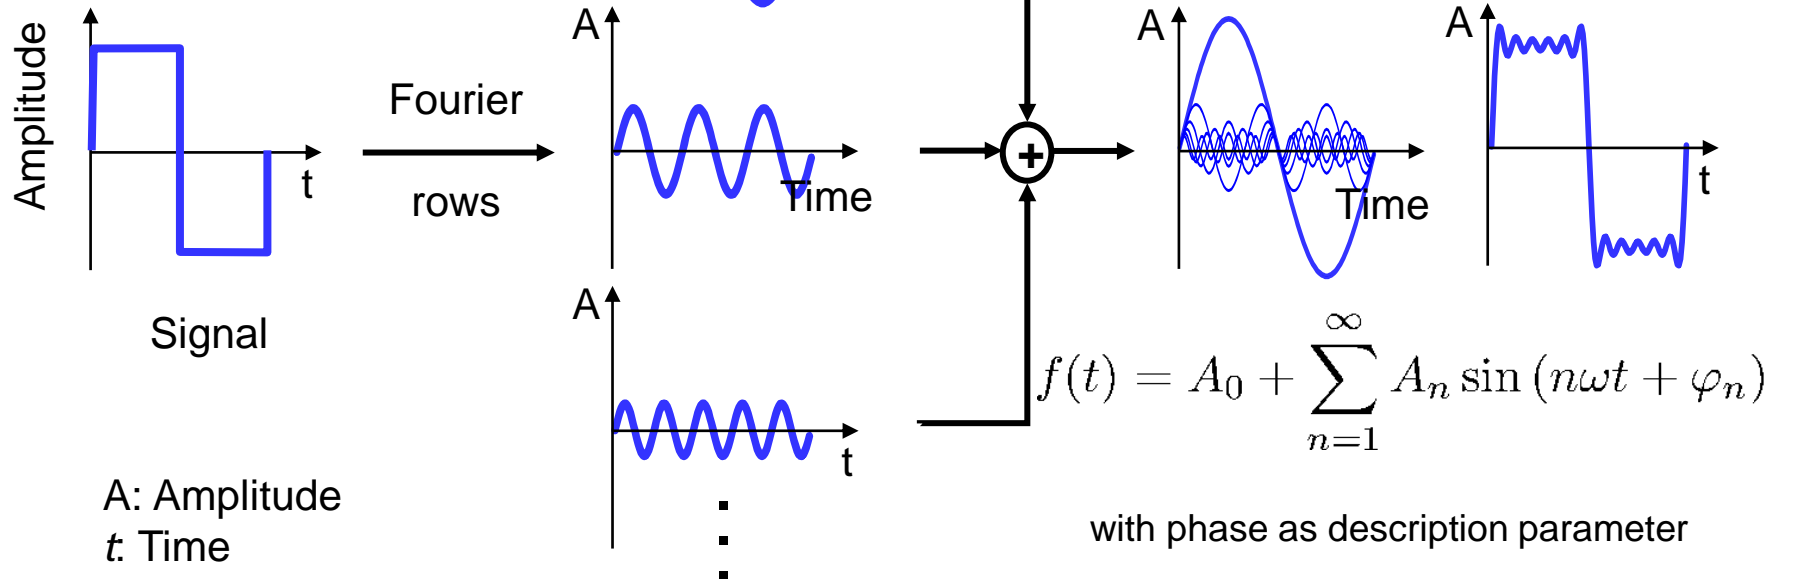 Amplitude
t
Signal
A: Amplitude
t: Time
Fourier
rows
A
Time
A
t
+
A
Time
A
t
f(t) = A₀ + ∑_{n=1}^{∞} Aₙ sin (nωt + φₙ)
with phase as description parameter